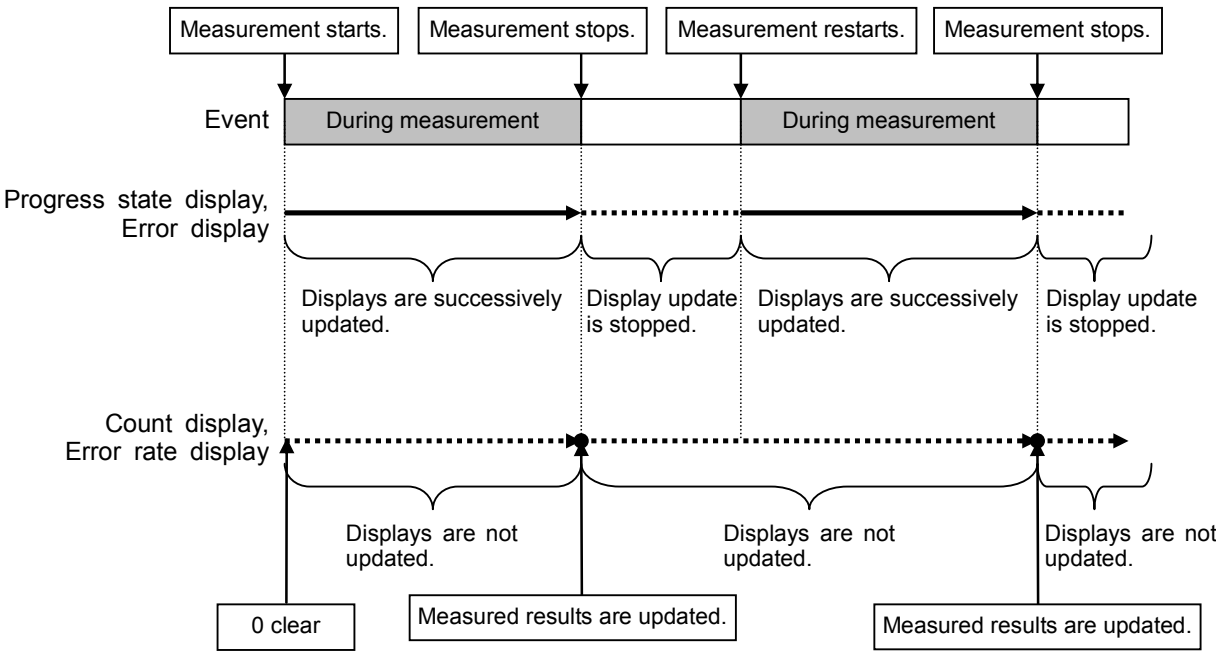 Measurement starts.
Measurement stops.
Measurement restarts.
Measurement stops.
Event
During measurement
During measurement
Progress state display,
Error display
Displays are successively
updated.
Display update
is stopped.
Displays are successively
updated.
Display update
is stopped.
Count display,
Error rate display
Displays are not
updated.
Displays are not
updated.
Displays are not
updated.
0 clear
Measured results are updated.
Measured results are updated.